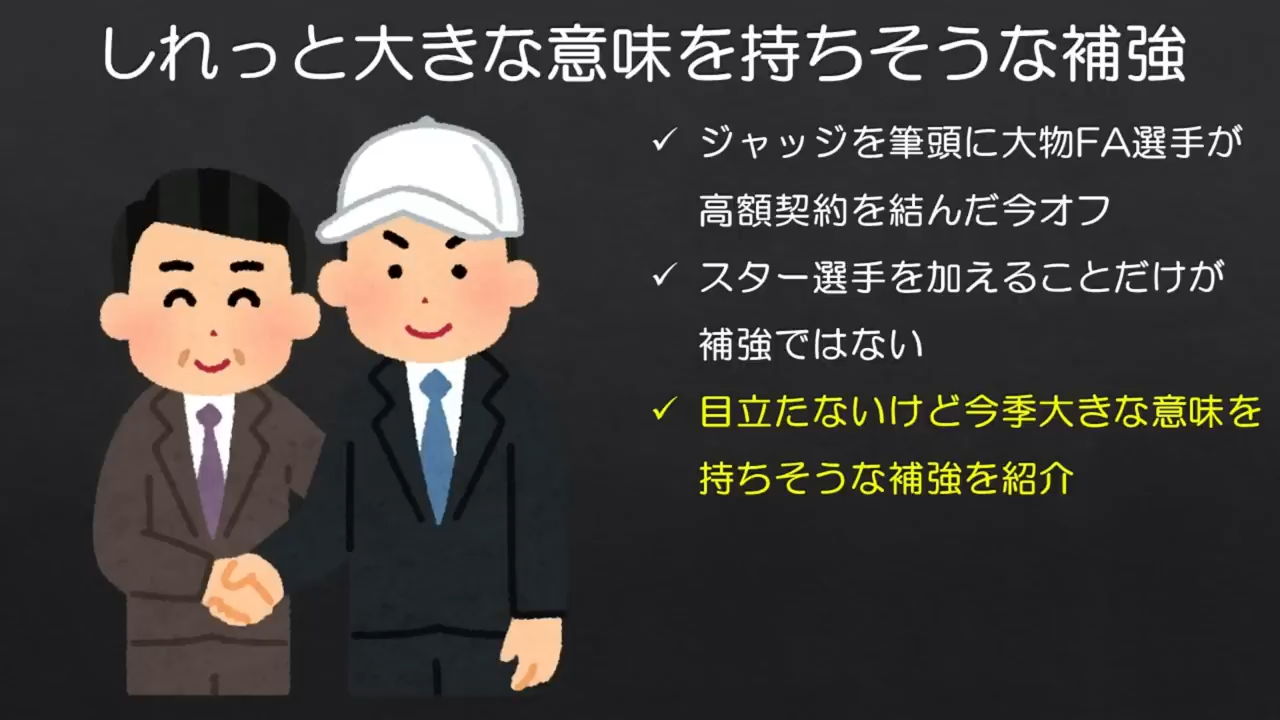 しれっと大きな意味を持ちそうな補強
✓ ジャッジを筆頭に大物FA選手が
高額契約を結んだ今オフ
✓ スター選手を加えることだけが
補強ではない
✓ 目立たないけど今季大きな意味を
持ちそうな補強を紹介